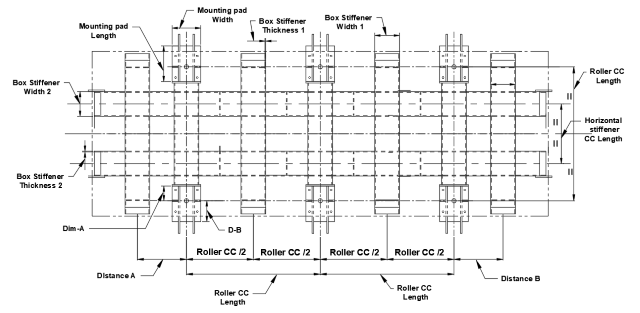 Mounting pad
Width
Box Stiffener
Thickness 1
Box Stiffener
Width 1
Mounting pad
Length
Roller CC
Length
Box Stiffener
Width 2
=
=
=
=
Horizontal
stiffener
CC Length
Box Stiffener
Thickness 2
Dim-A
D-B
Roller CC /2
Roller CC /2
Roller CC /2
Roller CC /2
Distance A
Distance B
Roller CC
Length
Roller CC
Length